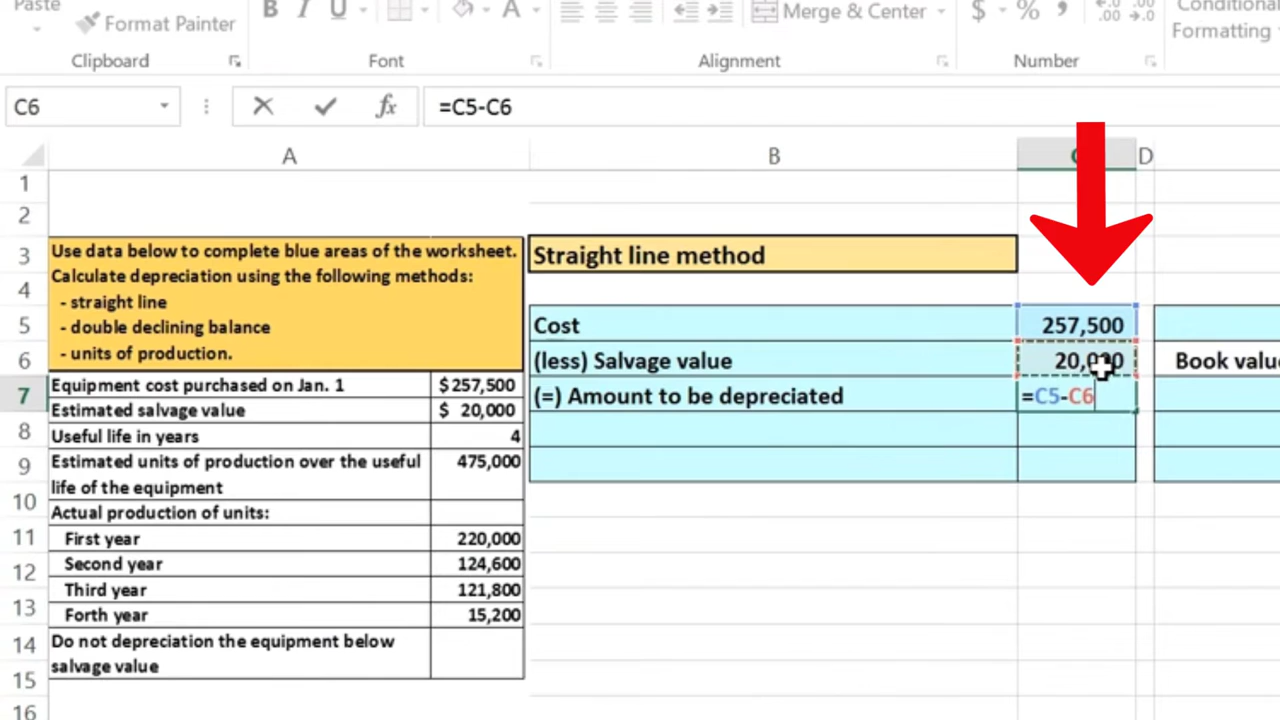 Paste
Format Painter
B I U A
Merge & Center
$ % ,
.00 .00
Conditional
Formatting
Clipboard
Font
Alignment
Number
C6
fx
=C5-C6
A B D
1
2
3
4
5
6
7
8
9
10
11
12
13
14
15
16
Use data below to complete blue areas of the worksheet.
Calculate depreciation using the following methods:
- straight line
- double declining balance
- units of production.
Equipment cost purchased on Jan. 1 $257,500
Estimated salvage value $ 20,000
Useful life in years 4
Estimated units of production over the useful 475,000
life of the equipment
Actual production of units:
First year 220,000
Second year 124,600
Third year 121,800
Forth year 15,200
Do not depreciation the equipment below
salvage value
Straight line method
Cost 257,500
(less) Salvage value 20,000
(=) Amount to be depreciated =C5-C6
Book valu